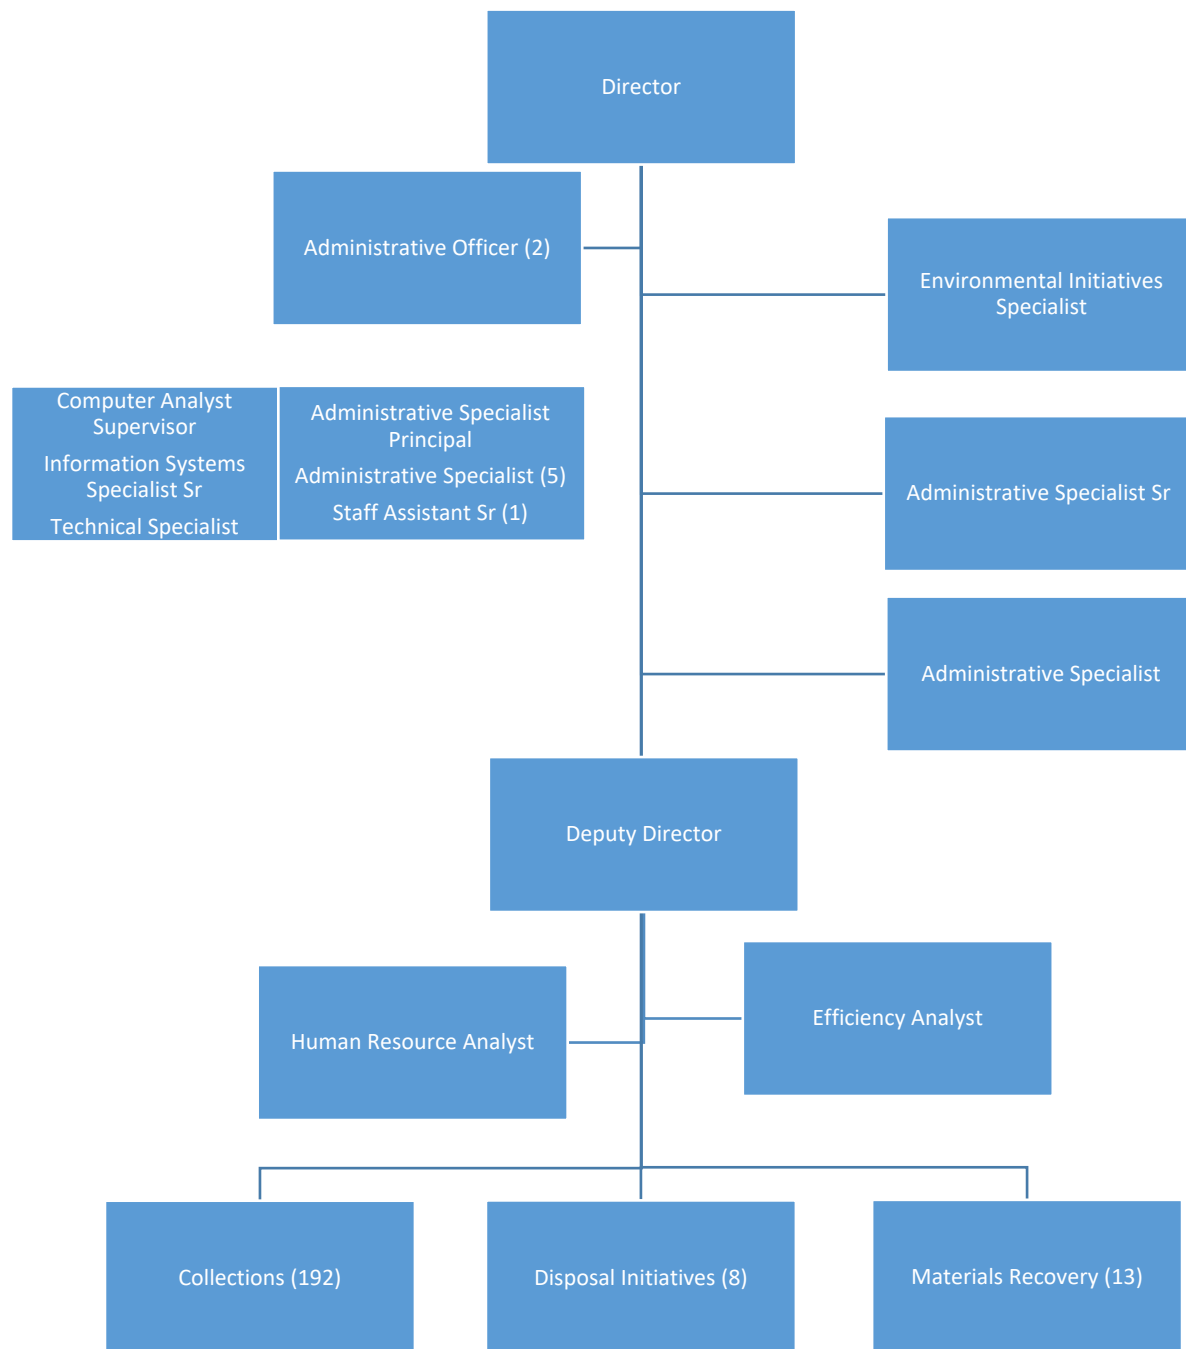 Director
Administrative Officer (2)
Environmental Initiatives
Specialist
Computer Analyst
Supervisor
Information Systems
Specialist Sr
Technical Specialist
Administrative Specialist
Principal
Administrative Specialist (5)
Staff Assistant Sr (1)
Administrative Specialist Sr
Administrative Specialist
Deputy Director
Human Resource Analyst
Efficiency Analyst
Collections (192)
Disposal Initiatives (8)
Materials Recovery (13)